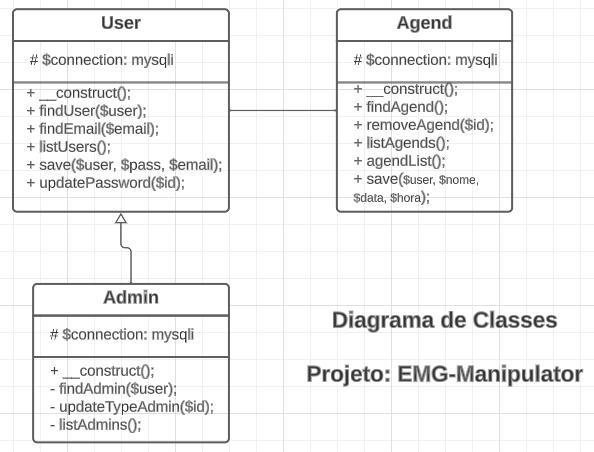 User
# $connection: mysqli
+ __construct();
+ findUser($user);
+ findEmail($email);
+ listUsers();
+ save($user, $pass, $email);
+ updatePassword($id);
Agend
# $connection: mysqli
+ __construct();
+ findAgend();
+ removeAgend($id);
+ listAgends();
+ agendList();
+ save($user, $nome,
$data, $hora);
Admin
# $connection: mysqli
+ __construct();
- findAdmin($user);
- updateTypeAdmin($id);
- listAdmins();
Diagrama de Classes
Projeto: EMG-Manipulator